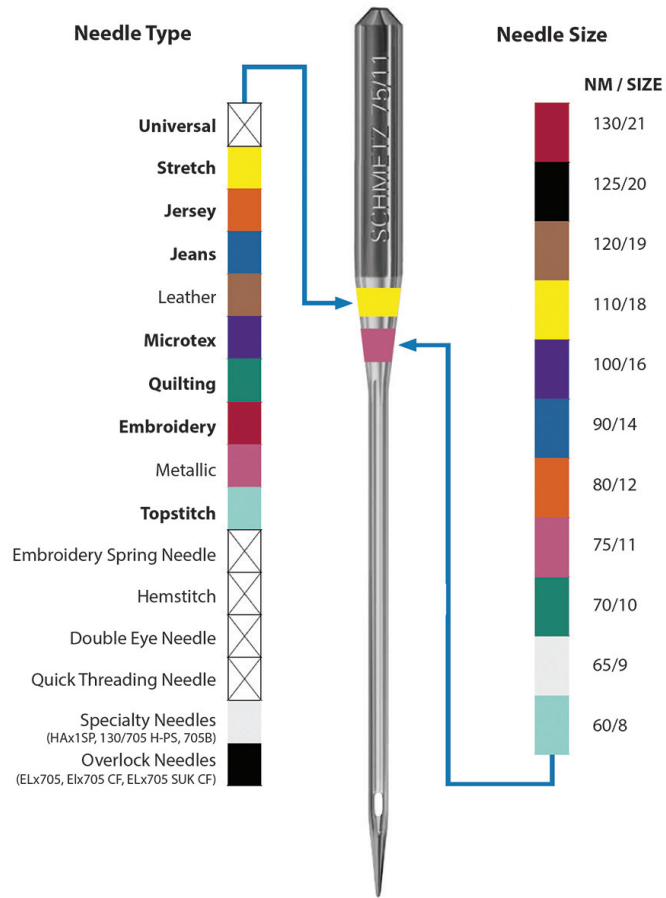 Needle Type
Needle Size
SCHMETZ 75/11
NM / SIZE
Universal
Stretch
Jersey
Jeans
Leather
Microtex
Quilting
Embroidery
Metallic
Topstitch
Embroidery Spring Needle
Hemstitch
Double Eye Needle
Quick Threading Needle
Specialty Needles
(HAx1SP, 130/705 H-PS, 705B)
Overlock Needles
(ELx705, Elx705 CF, ELx705 SUK CF)
130/21
125/20
120/19
110/18
100/16
90/14
80/12
75/11
70/10
65/9
60/8